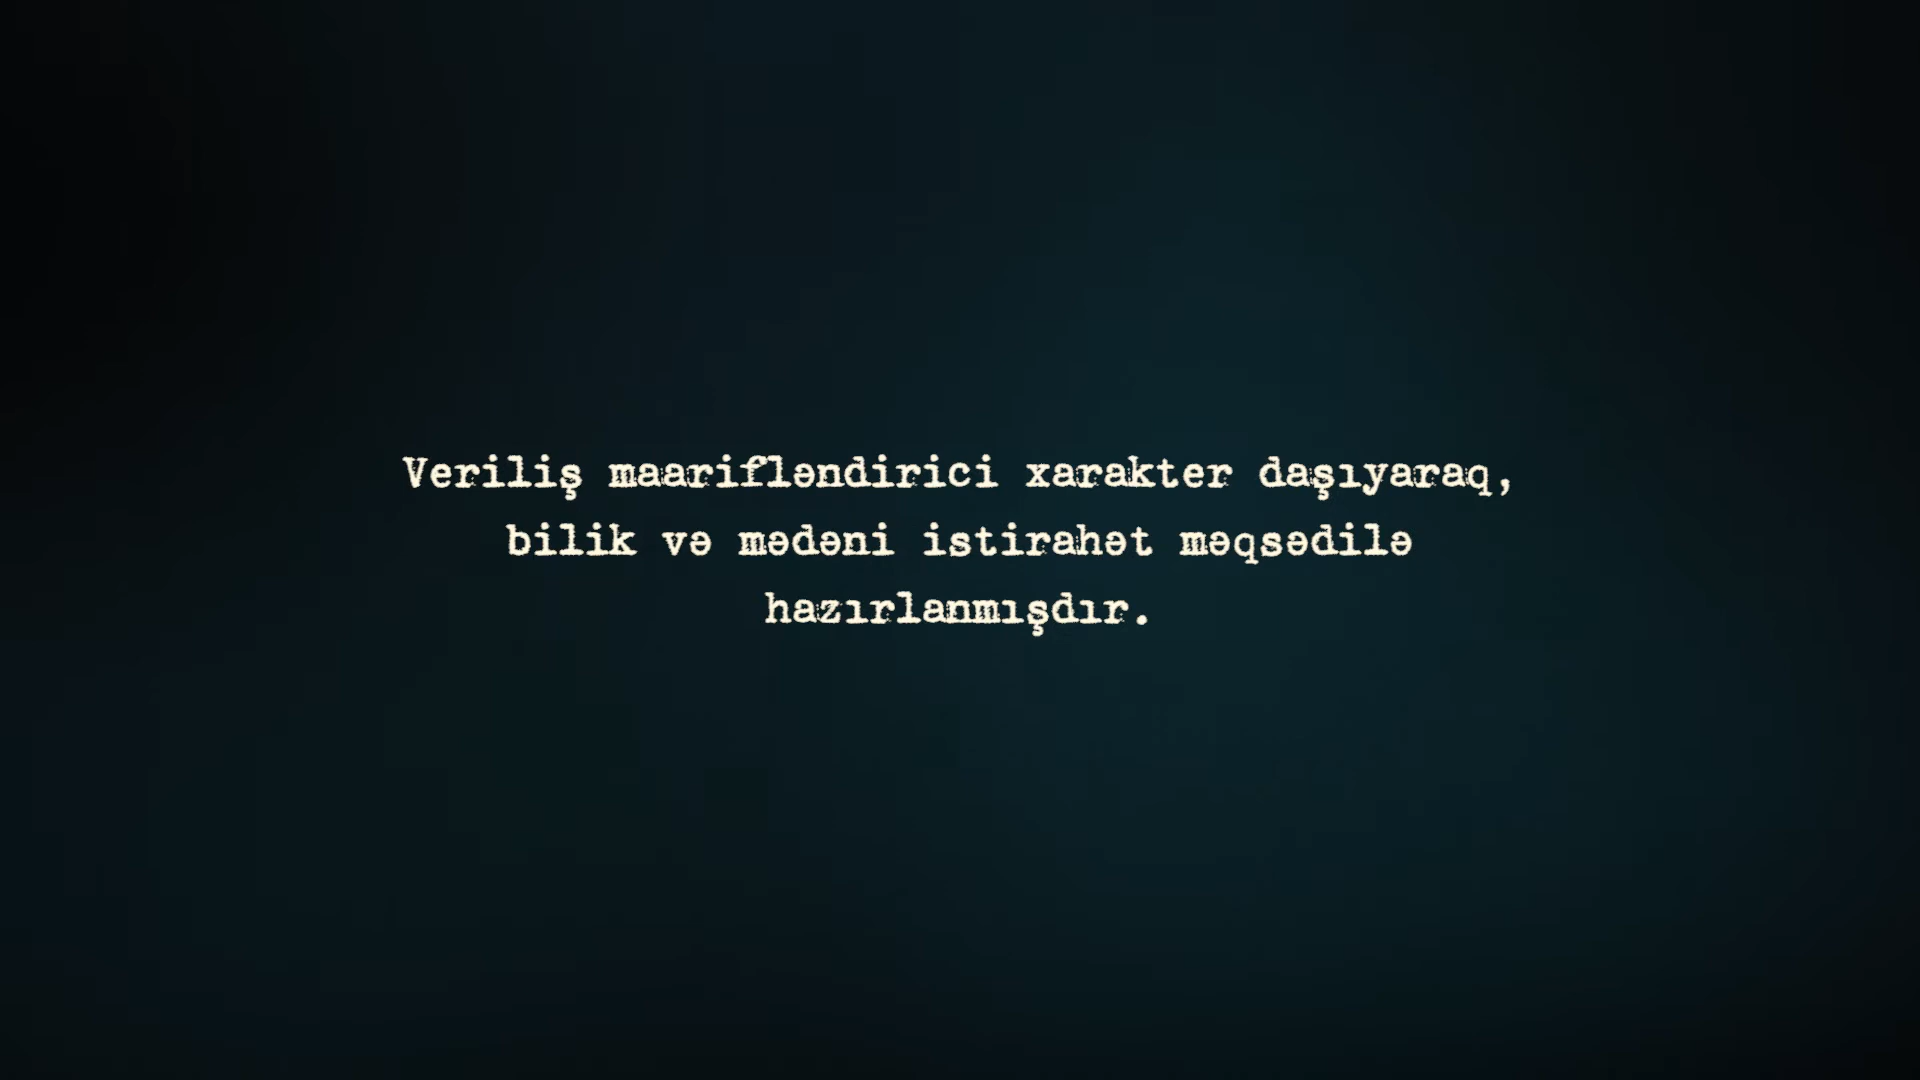 Veriliş maarifləndirici xarakter daşıyaraq,
bilik və mədəni istirahət məqsədilə
hazırlanmışdır.